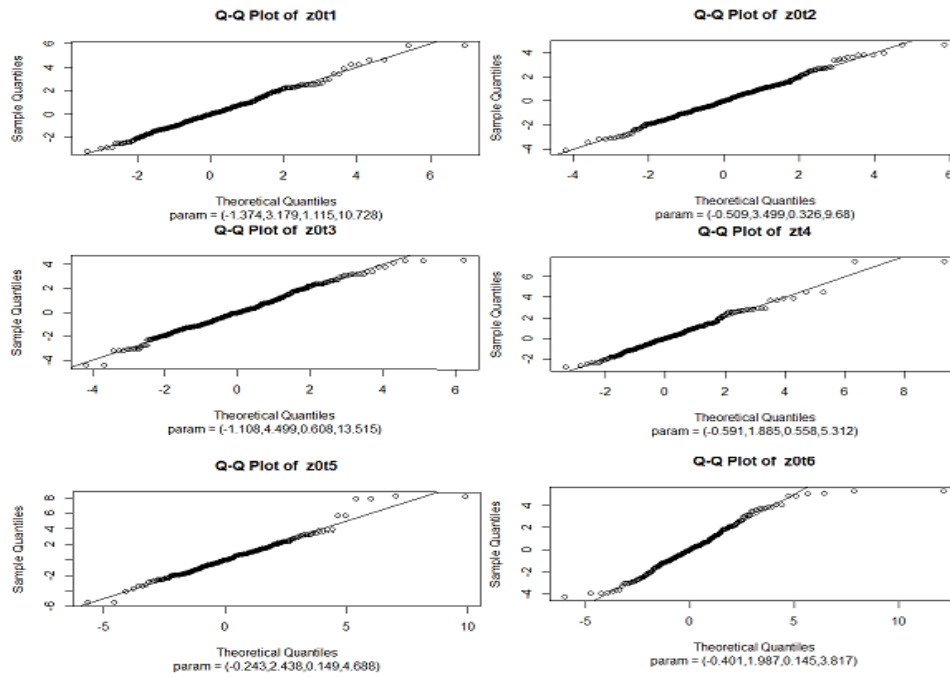 Q-Q Plot of z0t1
Sample Quantiles
6
4
2
0
-2
-2 0 2 4 6
Theoretical Quantiles
param = (-1.374,3.179,1.115,10.728)
Q-Q Plot of z0t2
Sample Quantiles
4
2
0
-2
-4
-4 -2 0 2 4 6
Theoretical Quantiles
param = (-0.509,3.499,0.326,9.68)
Q-Q Plot of z0t3
Sample Quantiles
4
2
0
-2
-4
-4 -2 0 2 4 6
Theoretical Quantiles
param = (-1.108,4.499,0.608,13.515)
Q-Q Plot of zt4
Sample Quantiles
6
4
2
0
-2
-2 0 2 4 6 8
Theoretical Quantiles
param = (-0.591,1.885,0.558,5.312)
Q-Q Plot of z0t5
Sample Quantiles
8
6
4
2
-2
-6
-5 0 5 10
Theoretical Quantiles
param = (-0.243,2.438,0.149,4.688)
Q-Q Plot of z0t6
Sample Quantiles
4
2
0
-2
-4
-5 0 5 10
Theoretical Quantiles
param = (-0.401,1.987,0.145,3.817)